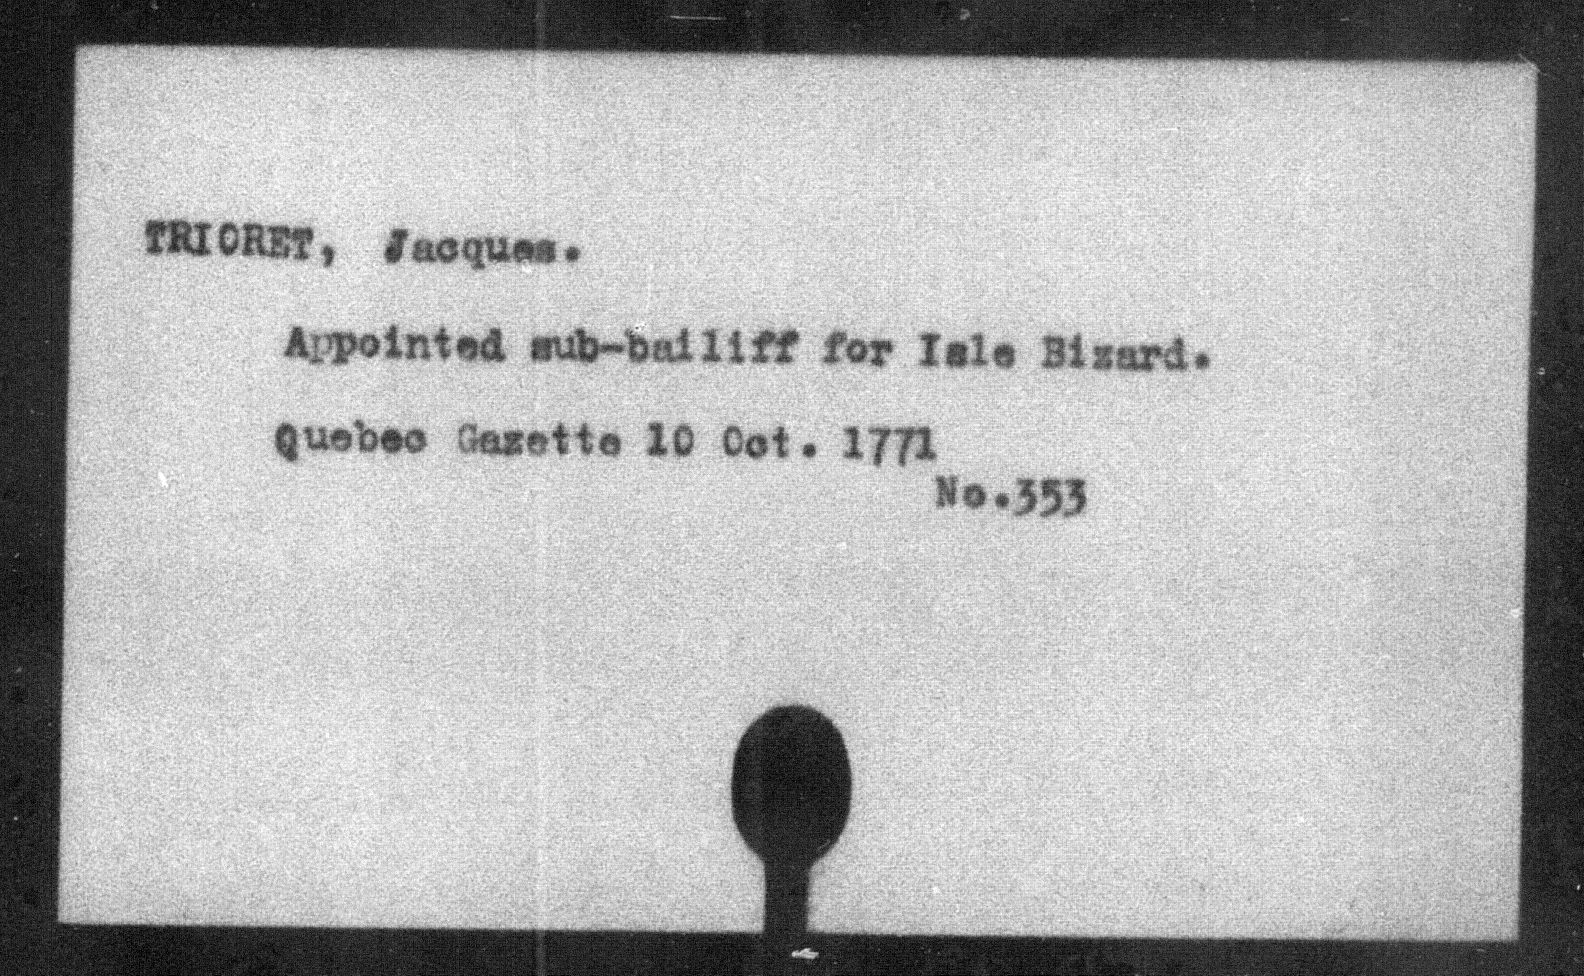 TRIORET, Jacques.
Appointed sub-bailiff for Isle Bizard.
Quebec Gazette 10 Oct. 1771
No.353